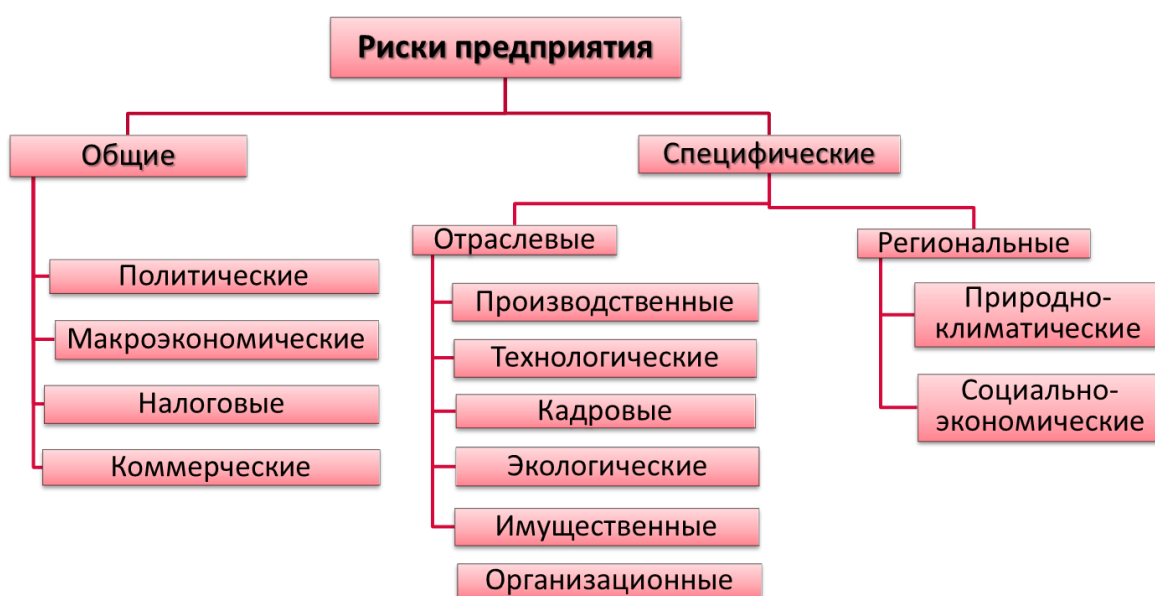 Риски предприятия
Общие
Политические
Макроэкономические
Налоговые
Коммерческие
Специфические
Отраслевые
Производственные
Технологические
Кадровые
Экологические
Имущественные
Организационные
Региональные
Природно-
климатические
Социально-
экономические